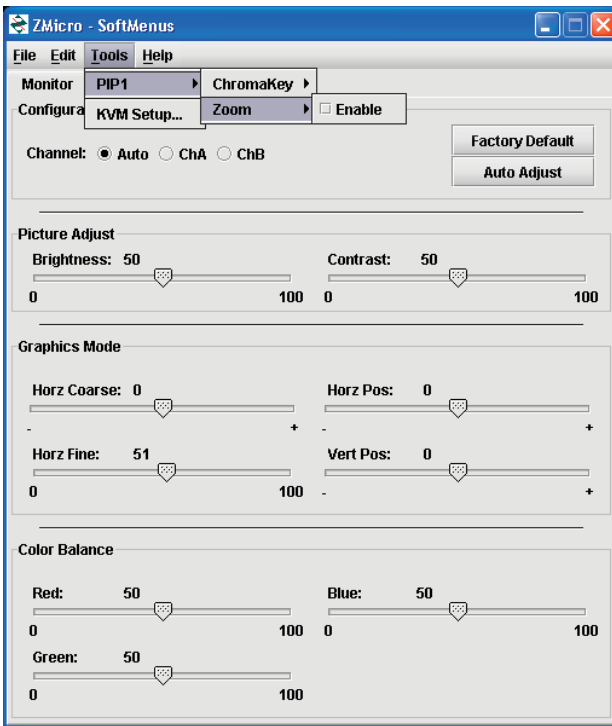 ZMicro - SoftMenus
File Edit Tools Help
Monitor PIP1 ChromaKey
Configura KVM Setup... Zoom Enable
Channel: Auto ChA ChB
Factory Default
Auto Adjust
Picture Adjust
Brightness: 50 Contrast: 50
0 100 0 100
Graphics Mode
Horz Coarse: 0 Horz Pos: 0
- + - +
Horz Fine: 51 Vert Pos: 0
0 100 - +
Color Balance
Red: 50 Blue: 50
0 100 0 100
Green: 50
0 100